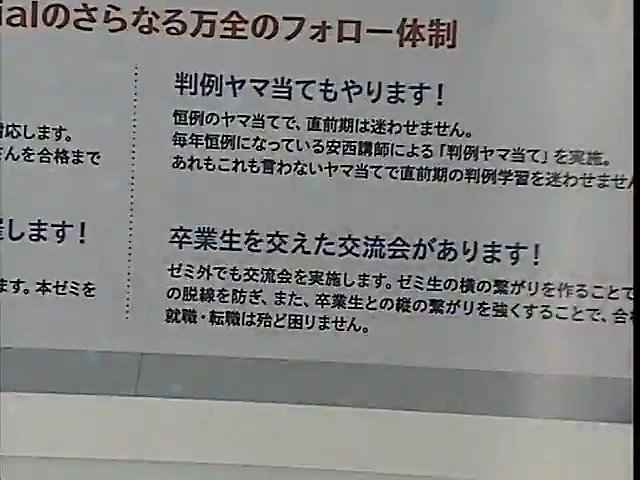 ialのさらなる万全のフォロー体制
応します。
さんを合格まで
します!
ます。本ゼミを
判例ヤマ当てもやります!
恒例のヤマ当てで、直前期は迷わせません。
毎年恒例になっている安西講師による「判例ヤマ当て」を実施。
あれもこれも言わないヤマ当てで直前期の判例学習を迷わせません
卒業生を交えた交流会があります!
ゼミ外でも交流会を実施します。ゼミ生の横の繋がりを作ることで
の脱線を防ぎ、また、卒業生との縦の繋がりを強くすることで、合
就職・転職は殆ど困りません。